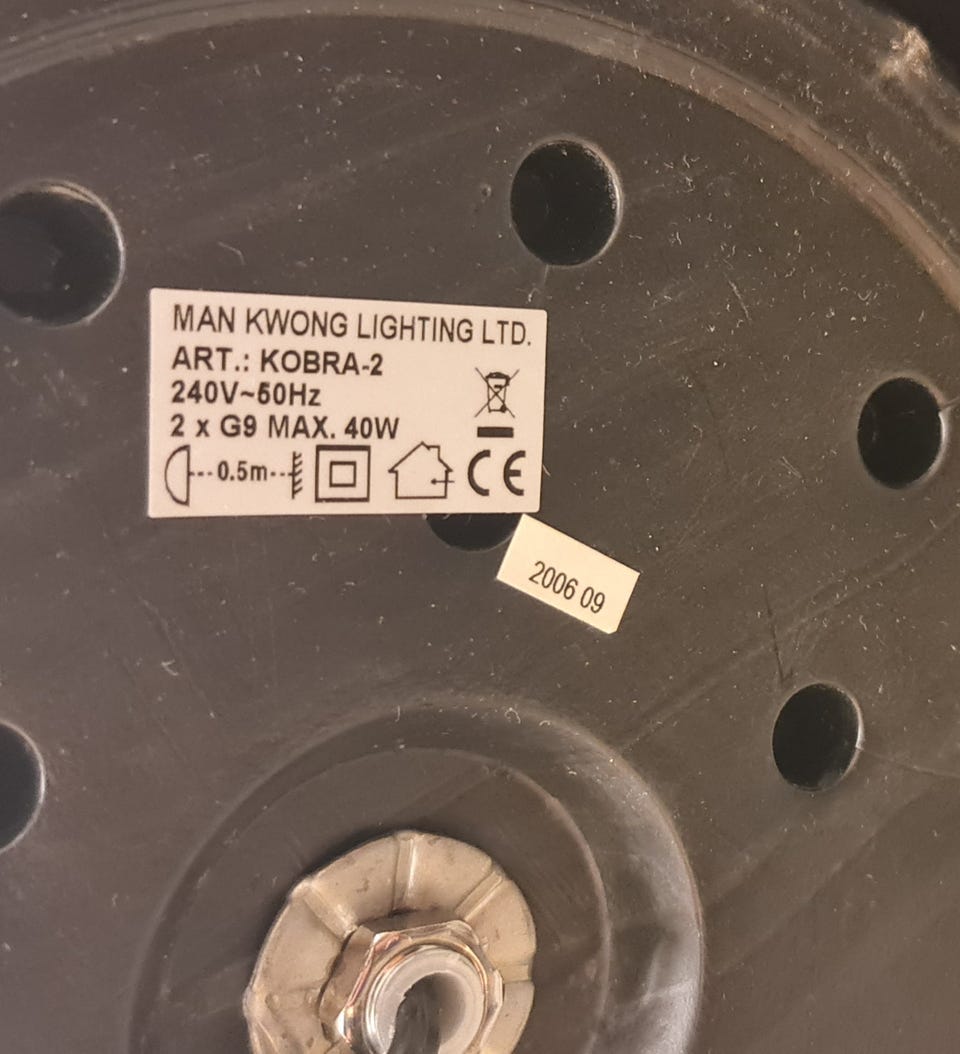 MAN KWONG LIGHTING LTD.
ART.: KOBRA-2
240V~50Hz
2 x G9 MAX. 40W
0.5m
CE
2006 09